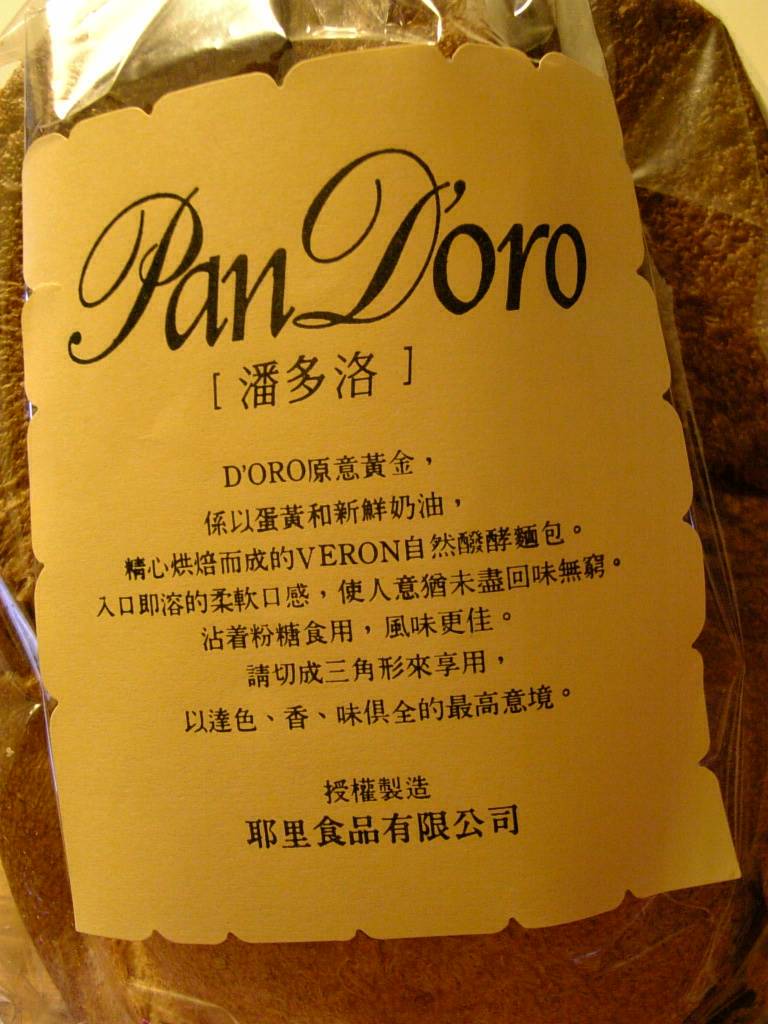 Pan D'oro
[ 潘多洛 ]
D'ORO原意黃金，
係以蛋黃和新鮮奶油，
精心烘焙而成的VERON自然醱酵麵包。
入口即溶的柔軟口感，使人意猶未盡回味無窮。
沾着粉糖食用，風味更佳。
請切成三角形來享用，
以達色、香、味俱全的最高意境。
授權製造
耶里食品有限公司